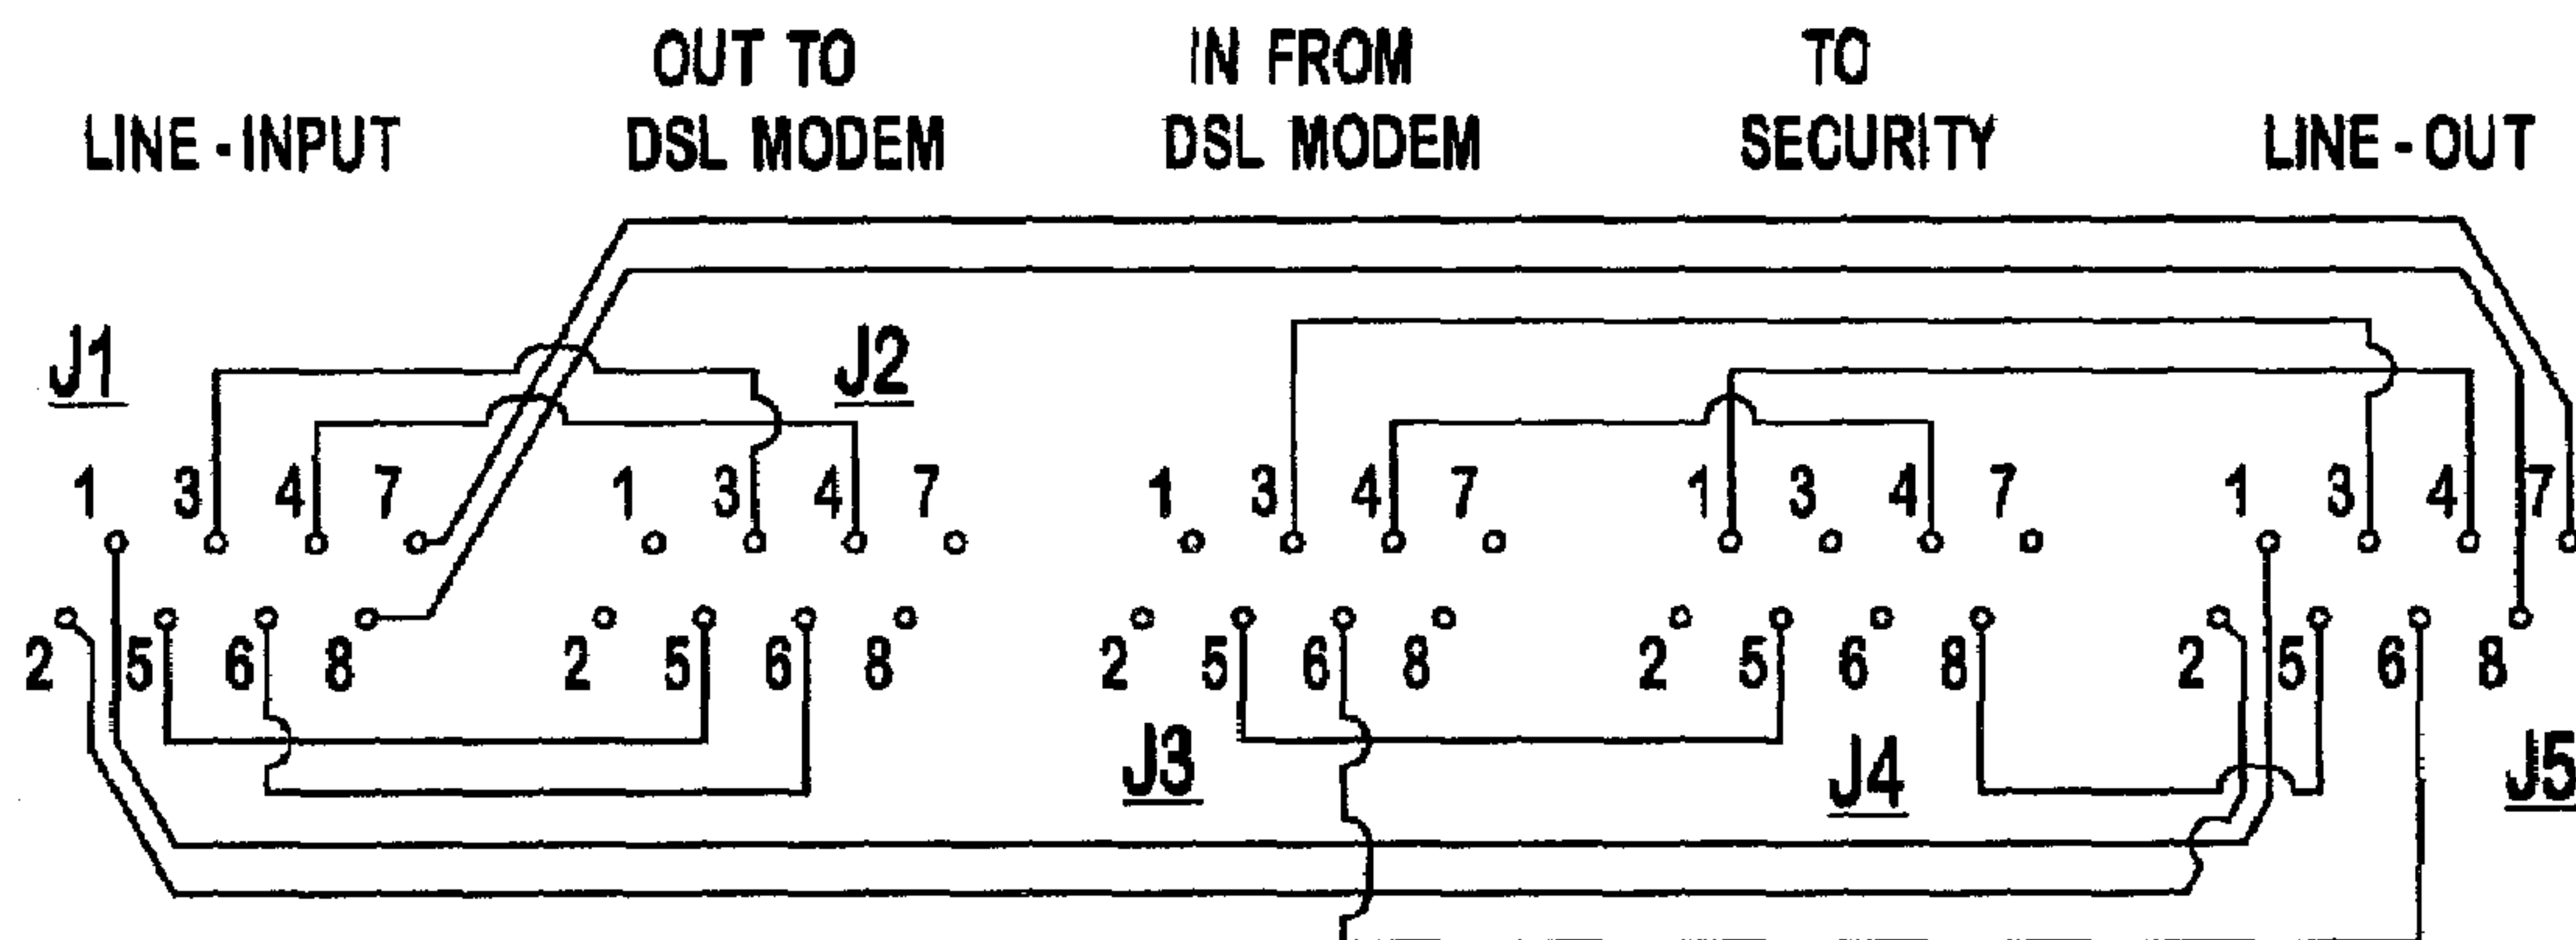 OUT TO IN FROM TO
LINE - INPUT DSL MODEM DSL MODEM SECURITY LINE - OUT
J1 J2
1 3 4 7 1 3 4 7 1 3 4 7 1 3 4 7 1 3 4 7
2 5 6 8 2 5 6 8 2 5 6 8 2 5 6 8 2 5 6 8
J3 J4 J5